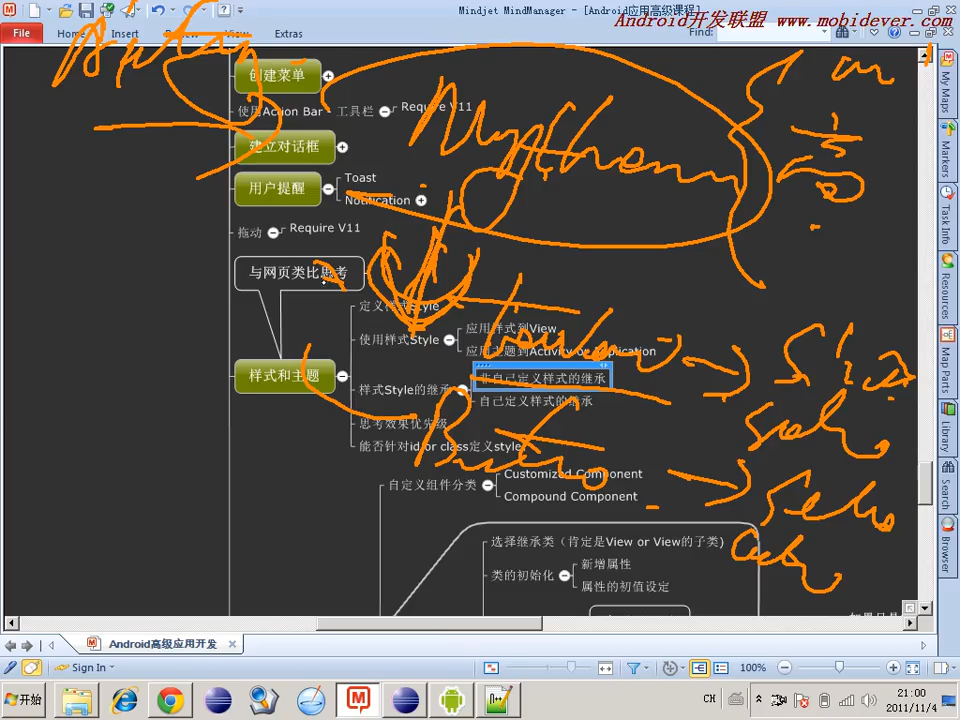 Mindjet MindManager - [Android应用高级课程]
Android开发联盟 www.mobidever.com
File
Home
Insert
View
Extras
Find:
创建菜单
使用Action Bar - 工具栏
Require V11
建立对话框
用户提醒
Toast
Notification
拖动
Require V11
与网页类比思考
定义样式Style
使用样式Style
应用样式到View
应用主题到Activity or Application
样式和主题
样式Style的继承
非自己定义样式的继承
自己定义样式的继承
思考效果优先级
能否针对id or class定义style
自定义组件分类
Customized Component
Compound Component
选择继承类（肯定是View or View的子类)
类的初始化
新增属性
属性的初值设定
My Maps
Markers
Task Info
Resources
Map Parts
Library
Search
Browser
Android高级应用开发
Sign In
100%
开始
CH
21:00
2011/11/4